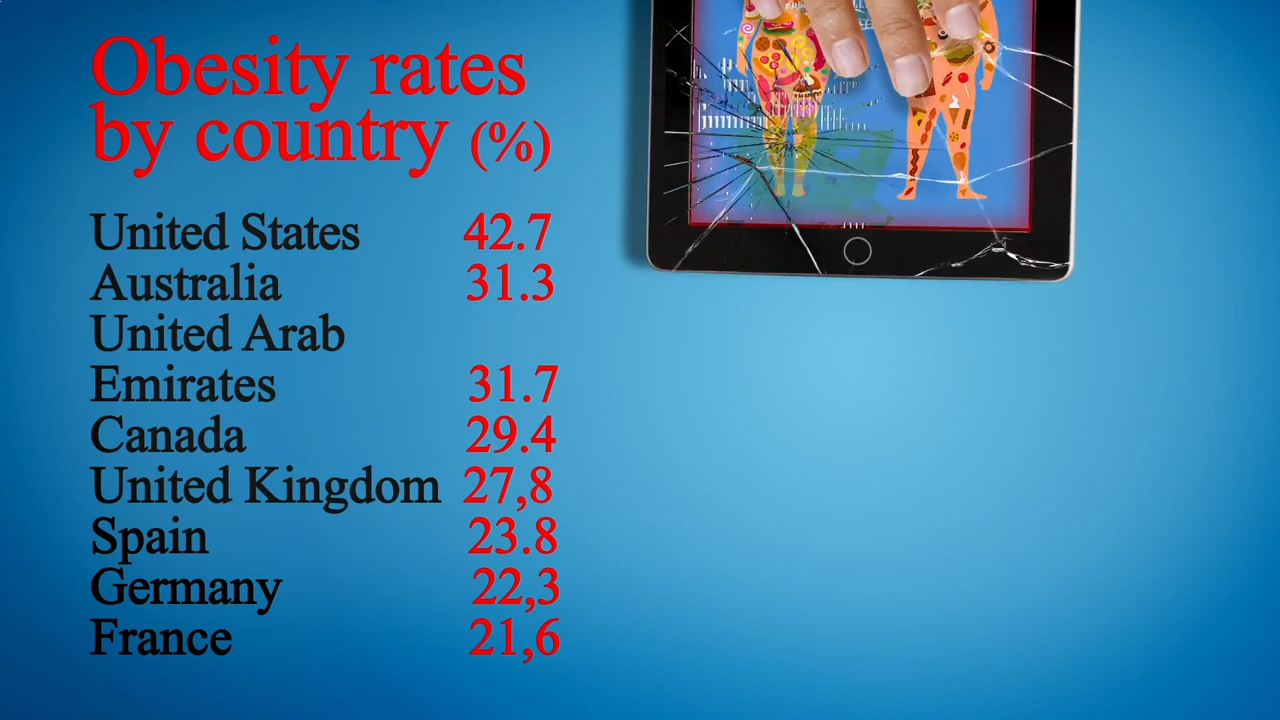 Obesity rates
by country (%)
United States 42.7
Australia 31.3
United Arab
Emirates 31.7
Canada 29.4
United Kingdom 27,8
Spain 23.8
Germany 22,3
France 21,6